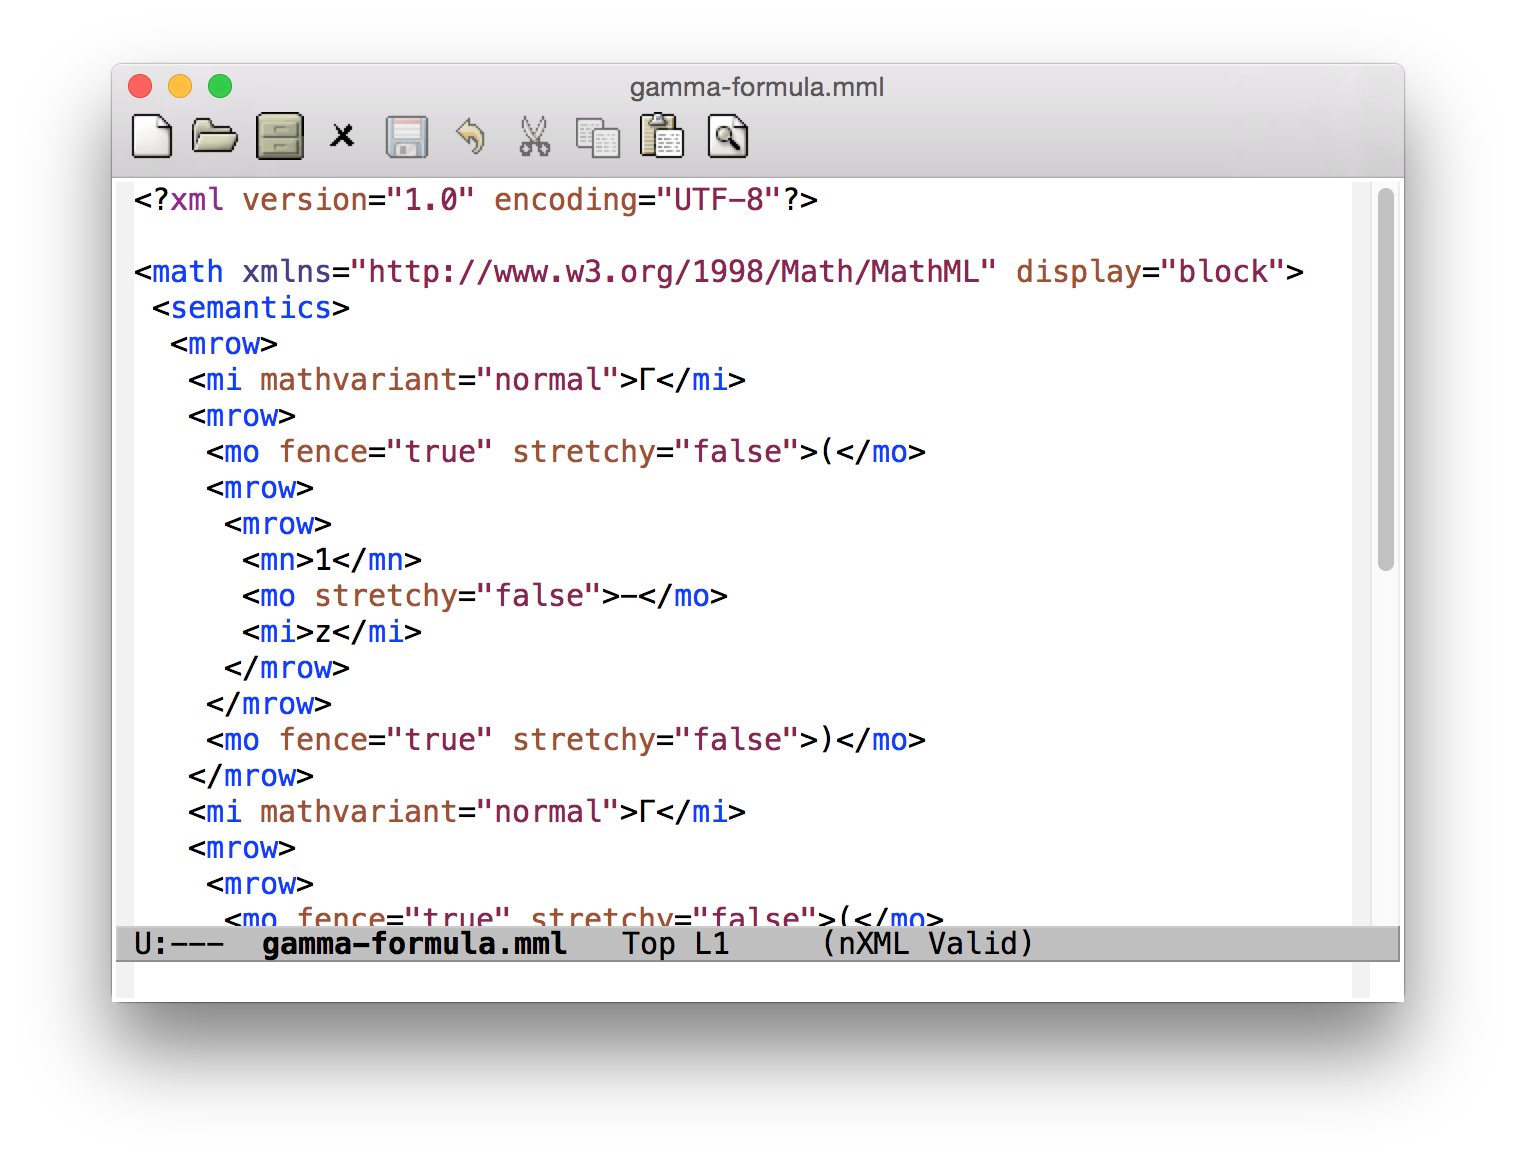 gamma-formula.mml
<?xml version="1.0" encoding="UTF-8"?>
<math xmlns="http://www.w3.org/1998/Math/MathML" display="block">
 <semantics>
  <mrow>
   <mi mathvariant="normal">Γ</mi>
   <mrow>
    <mo fence="true" stretchy="false">(</mo>
    <mrow>
     <mrow>
      <mn>1</mn>
      <mo stretchy="false">−</mo>
      <mi>z</mi>
     </mrow>
    </mrow>
    <mo fence="true" stretchy="false">)</mo>
   </mrow>
   <mi mathvariant="normal">Γ</mi>
   <mrow>
    <mrow>
     <mo fence="true" stretchy="false">(</mo>
U:--- gamma-formula.mml Top L1 (nXML Valid)